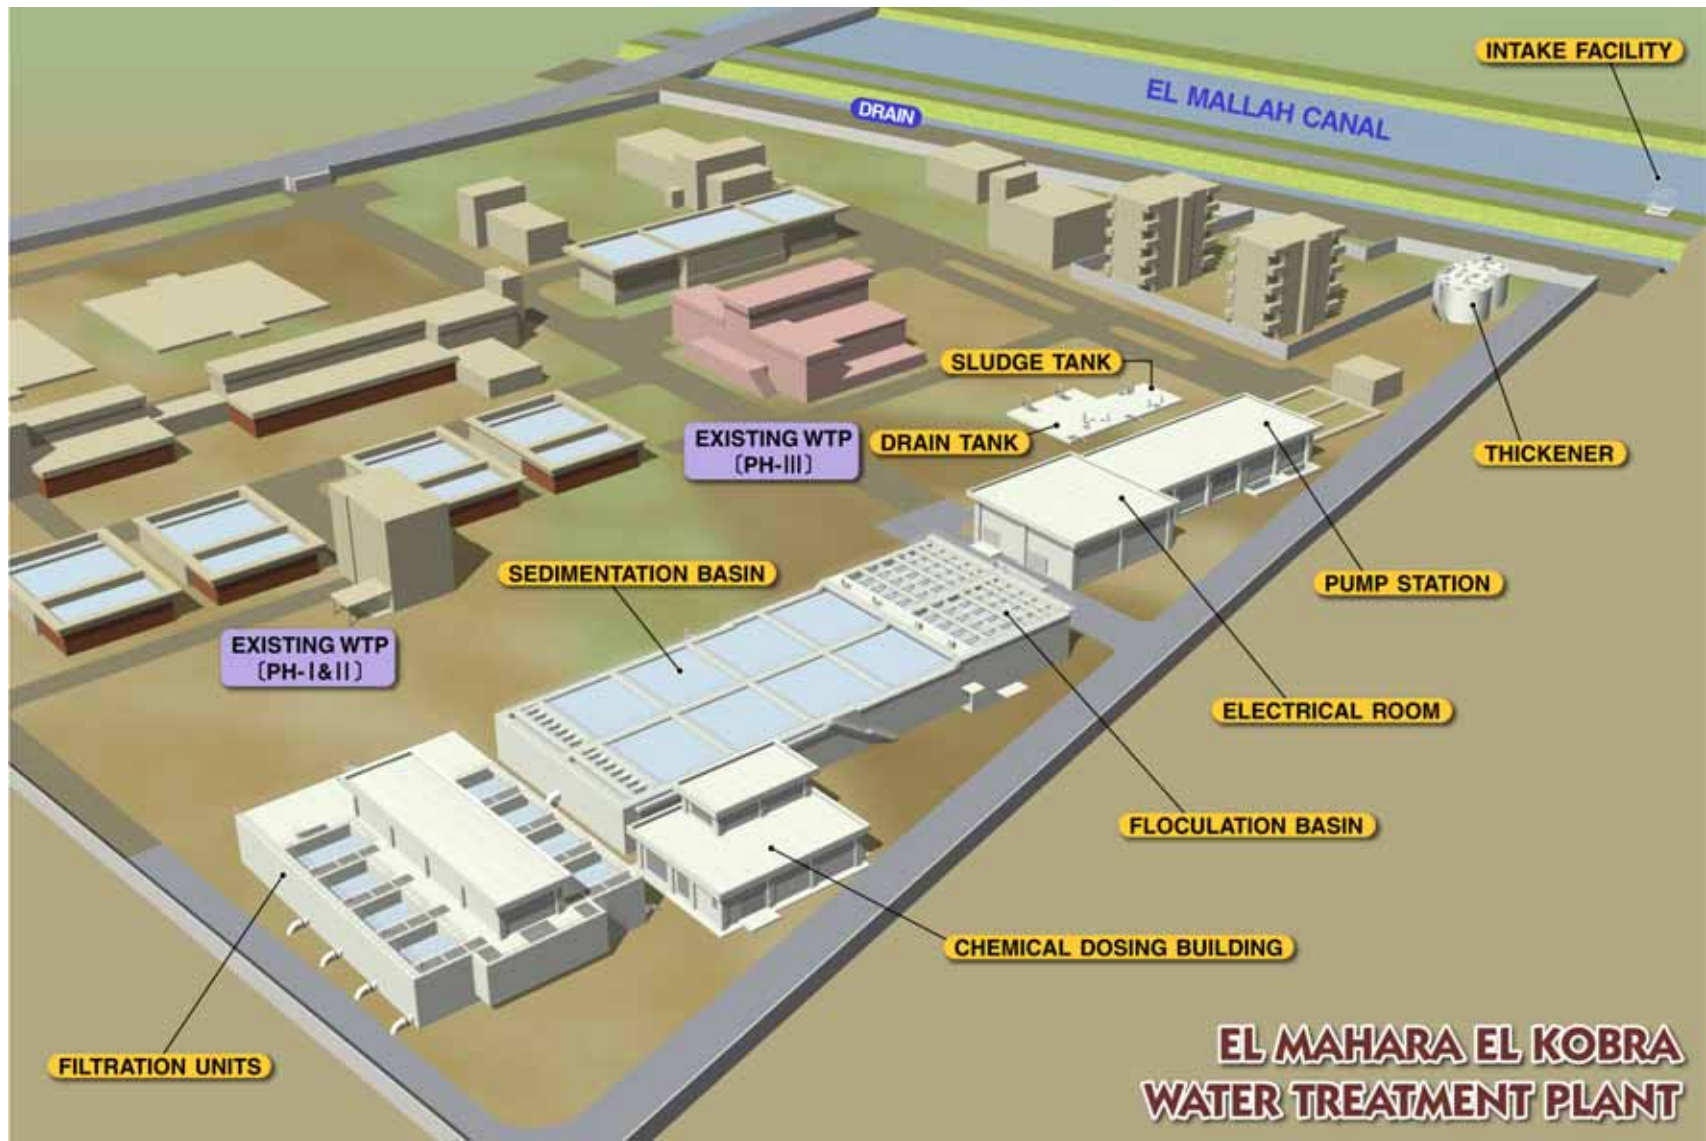 INTAKE FACILITY
EL MALLAH CANAL
DRAIN
SLUDGE TANK
EXISTING WTP
(PH-III)
DRAIN TANK
THICKENER
SEDIMENTATION BASIN
PUMP STATION
EXISTING WTP
(PH-I&II)
ELECTRICAL ROOM
FLOCULATION BASIN
CHEMICAL DOSING BUILDING
FILTRATION UNITS
EL MAHARA EL KOBRA
WATER TREATMENT PLANT